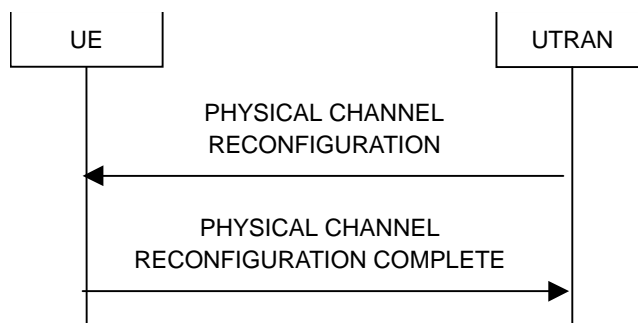 UE
UTRAN
PHYSICAL CHANNEL
RECONFIGURATION
PHYSICAL CHANNEL
RECONFIGURATION COMPLETE